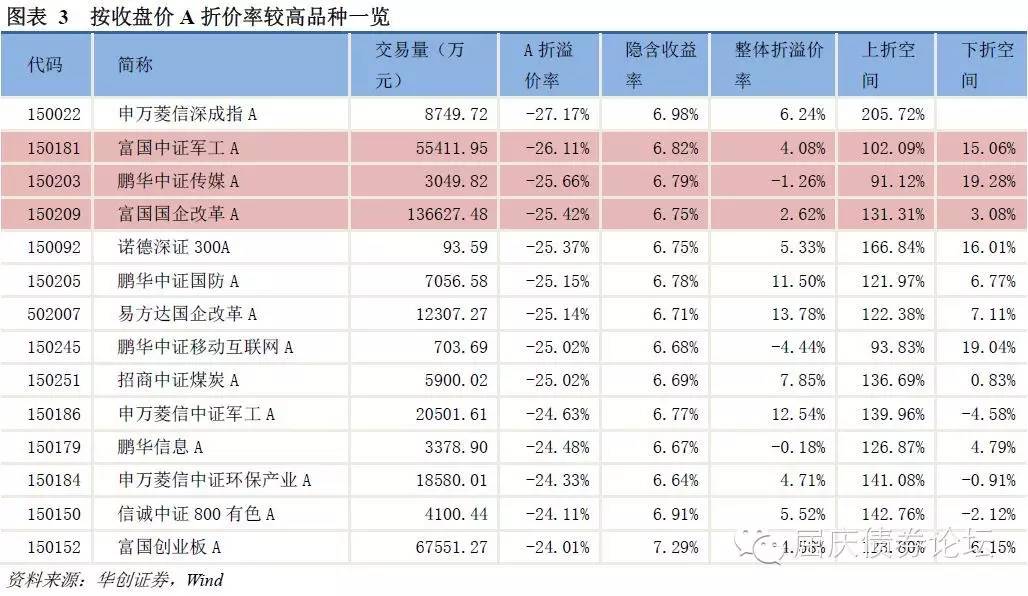 图表 3 按收盘价 A 折价率较高品种一览
代码 简称 交易量（万元） A 折溢价率 隐含收益率 整体折溢价率 上折空间 下折空间
150022 申万菱信深成指 A 8749.72 -27.17% 6.98% 6.24% 205.72%
150181 富国中证军工 A 55411.95 -26.11% 6.82% 4.08% 102.09% 15.06%
150203 鹏华中证传媒 A 3049.82 -25.66% 6.79% -1.26% 91.12% 19.28%
150209 富国国企改革 A 136627.48 -25.42% 6.75% 2.62% 131.31% 3.08%
150092 诺德深证 300A 93.59 -25.37% 6.75% 5.33% 166.84% 16.01%
150205 鹏华中证国防 A 7056.58 -25.15% 6.78% 11.50% 121.97% 6.77%
502007 易方达国企改革 A 12307.27 -25.14% 6.71% 13.78% 122.38% 7.11%
150245 鹏华中证移动互联网 A 703.69 -25.02% 6.68% -4.44% 93.83% 19.04%
150251 招商中证煤炭 A 5900.02 -25.02% 6.69% 7.85% 136.69% 0.83%
150186 申万菱信中证军工 A 20501.61 -24.63% 6.77% 12.54% 139.96% -4.58%
150179 鹏华信息 A 3378.90 -24.48% 6.67% -0.18% 126.87% 4.79%
150184 申万菱信中证环保产业 A 18580.01 -24.33% 6.64% 4.71% 141.08% -0.91%
150150 信诚中证 800 有色 A 4100.44 -24.11% 6.91% 5.52% 142.76% -2.12%
150152 富国创业板 A 67551.27 -24.01% 7.29%
屈庆债券论坛
资料来源：华创证券，Wind